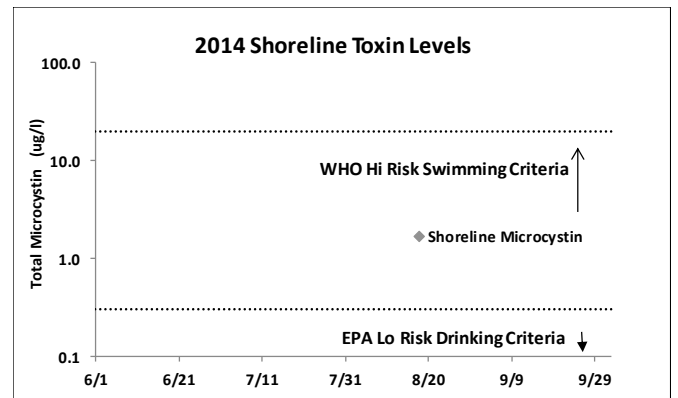 2014 Shoreline Toxin Levels
Total Microcystin (ug/l)
100.0
10.0
1.0
0.1
WHO Hi Risk Swimming Criteria
Shoreline Microcystin
EPA Lo Risk Drinking Criteria
6/1 6/21 7/11 7/31 8/20 9/9 9/29